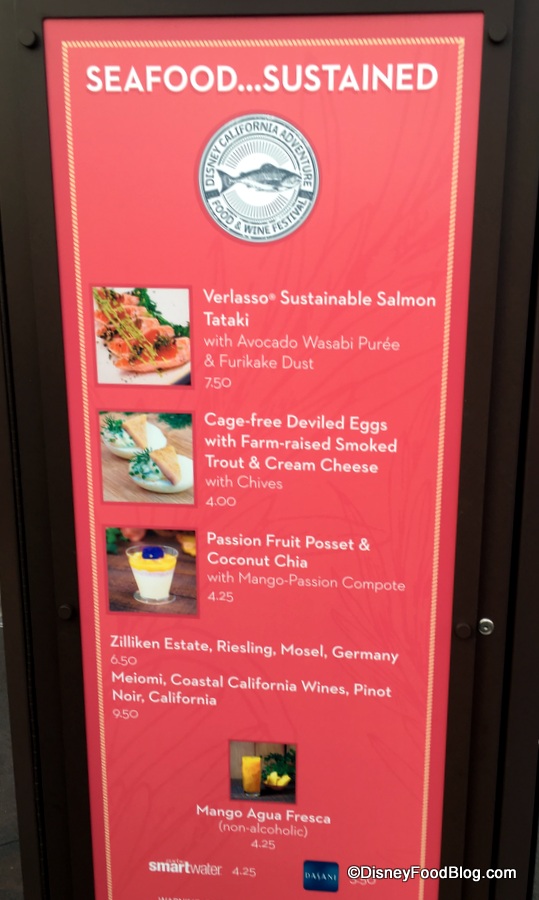 SEAFOOD...SUSTAINED
DISNEY CALIFORNIA ADVENTURE
FOOD & WINE FESTIVAL
Verlasso® Sustainable Salmon
Tataki
with Avocado Wasabi Purée
& Furikake Dust
7.50
Cage-free Deviled Eggs
with Farm-raised Smoked
Trout & Cream Cheese
with Chives
4.00
Passion Fruit Posset &
Coconut Chia
with Mango-Passion Compote
4.25
Zilliken Estate, Riesling, Mosel, Germany
6.50
Meiomi, Coastal California Wines, Pinot
Noir, California
9.50
Mango Agua Fresca
(non-alcoholic)
4.25
smartwater 4.25
DASANI
©DisneyFoodBlog.com